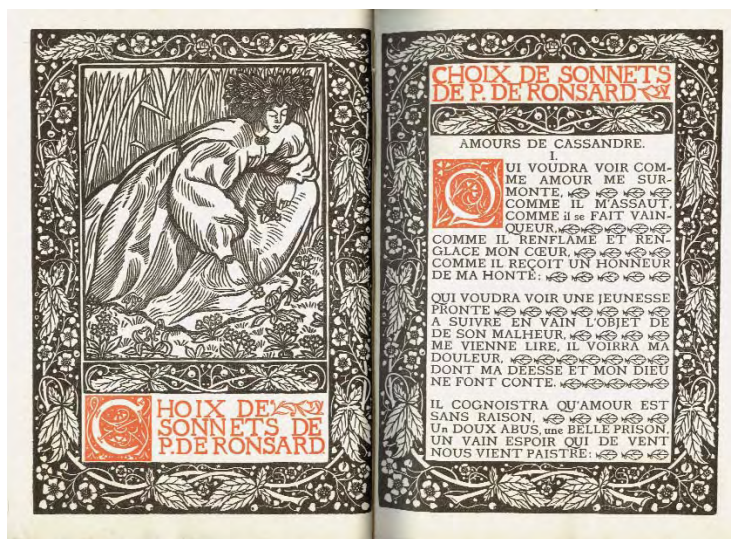 CHOIX DE
SONNETS DE
P. DE RONSARD
CHOIX DE SONNETS
DE P. DE RONSARD
AMOURS DE CASSANDRE.
I.
QUI VOUDRA VOIR COM-
ME AMOUR ME SUR-
MONTE,
COMME IL M'ASSAUT,
COMME il se FAIT VAIN-
QUEUR,
COMME IL RENFLAME ET REN-
GLACE MON CŒUR,
COMME IL REÇOIT UN HONNEUR
DE MA HONTE:
QUI VOUDRA VOIR UNE JEUNESSE
PRONTE
A SUIVRE EN VAIN L'OBJET DE
DE SON MALHEUR,
ME VIENNE LIRE, IL VOIRRA MA
DOULEUR,
DONT MA DEESSE ET MON DIEU
NE FONT CONTE.
IL COGNOISTRA QU'AMOUR EST
SANS RAISON,
Un DOUX ABUS, une BELLE PRISON,
UN VAIN ESPOIR QUI DE VENT
NOUS VIENT PAISTRE: